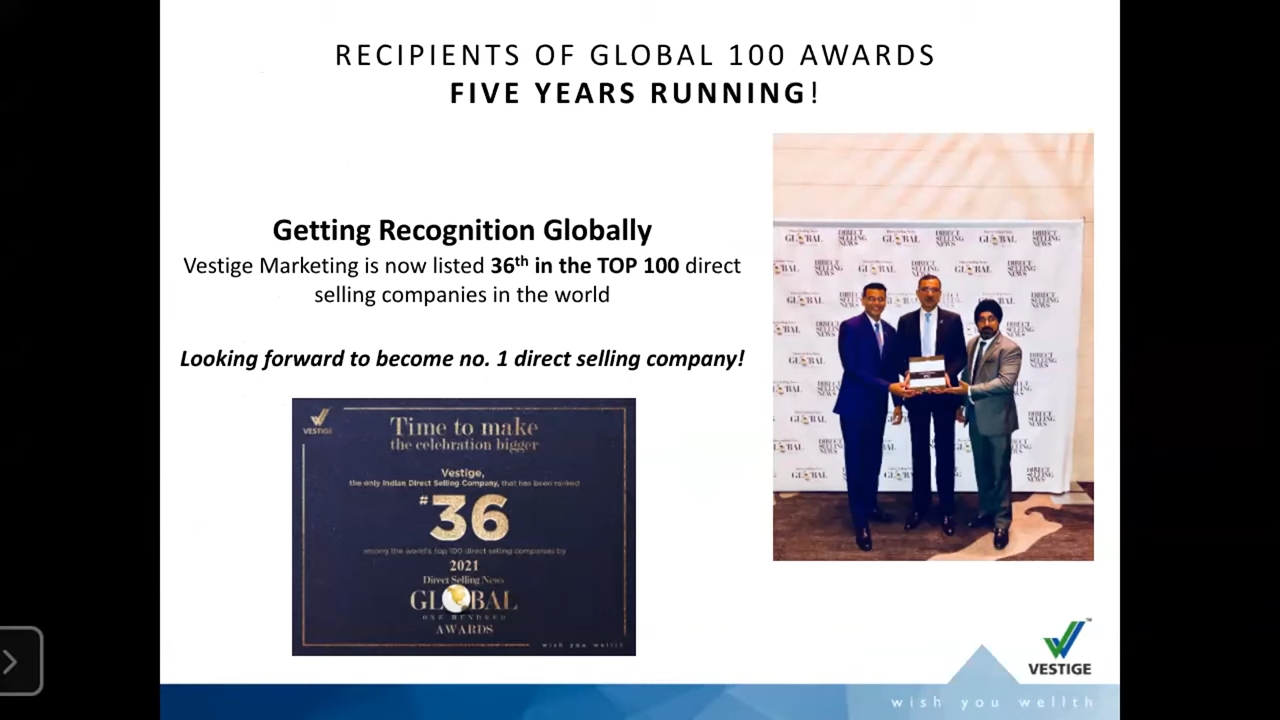 RECIPIENTS OF GLOBAL 100 AWARDS
FIVE YEARS RUNNING!
Getting Recognition Globally
Vestige Marketing is now listed 36th in the TOP 100 direct
selling companies in the world
Looking forward to become no. 1 direct selling company!
VESTIGE
Time to make
the celebration bigger
Vestige,
the only Indian Direct Selling Company, that has been ranked
#36
among the world's top 100 direct selling companies by
2021
Direct Selling News
GLOBAL
ONE HUNDRED
AWARDS
wish you wellth
GLOBAL
DIRECT
SELLING
NEWS
VESTIGE
wish you wellth